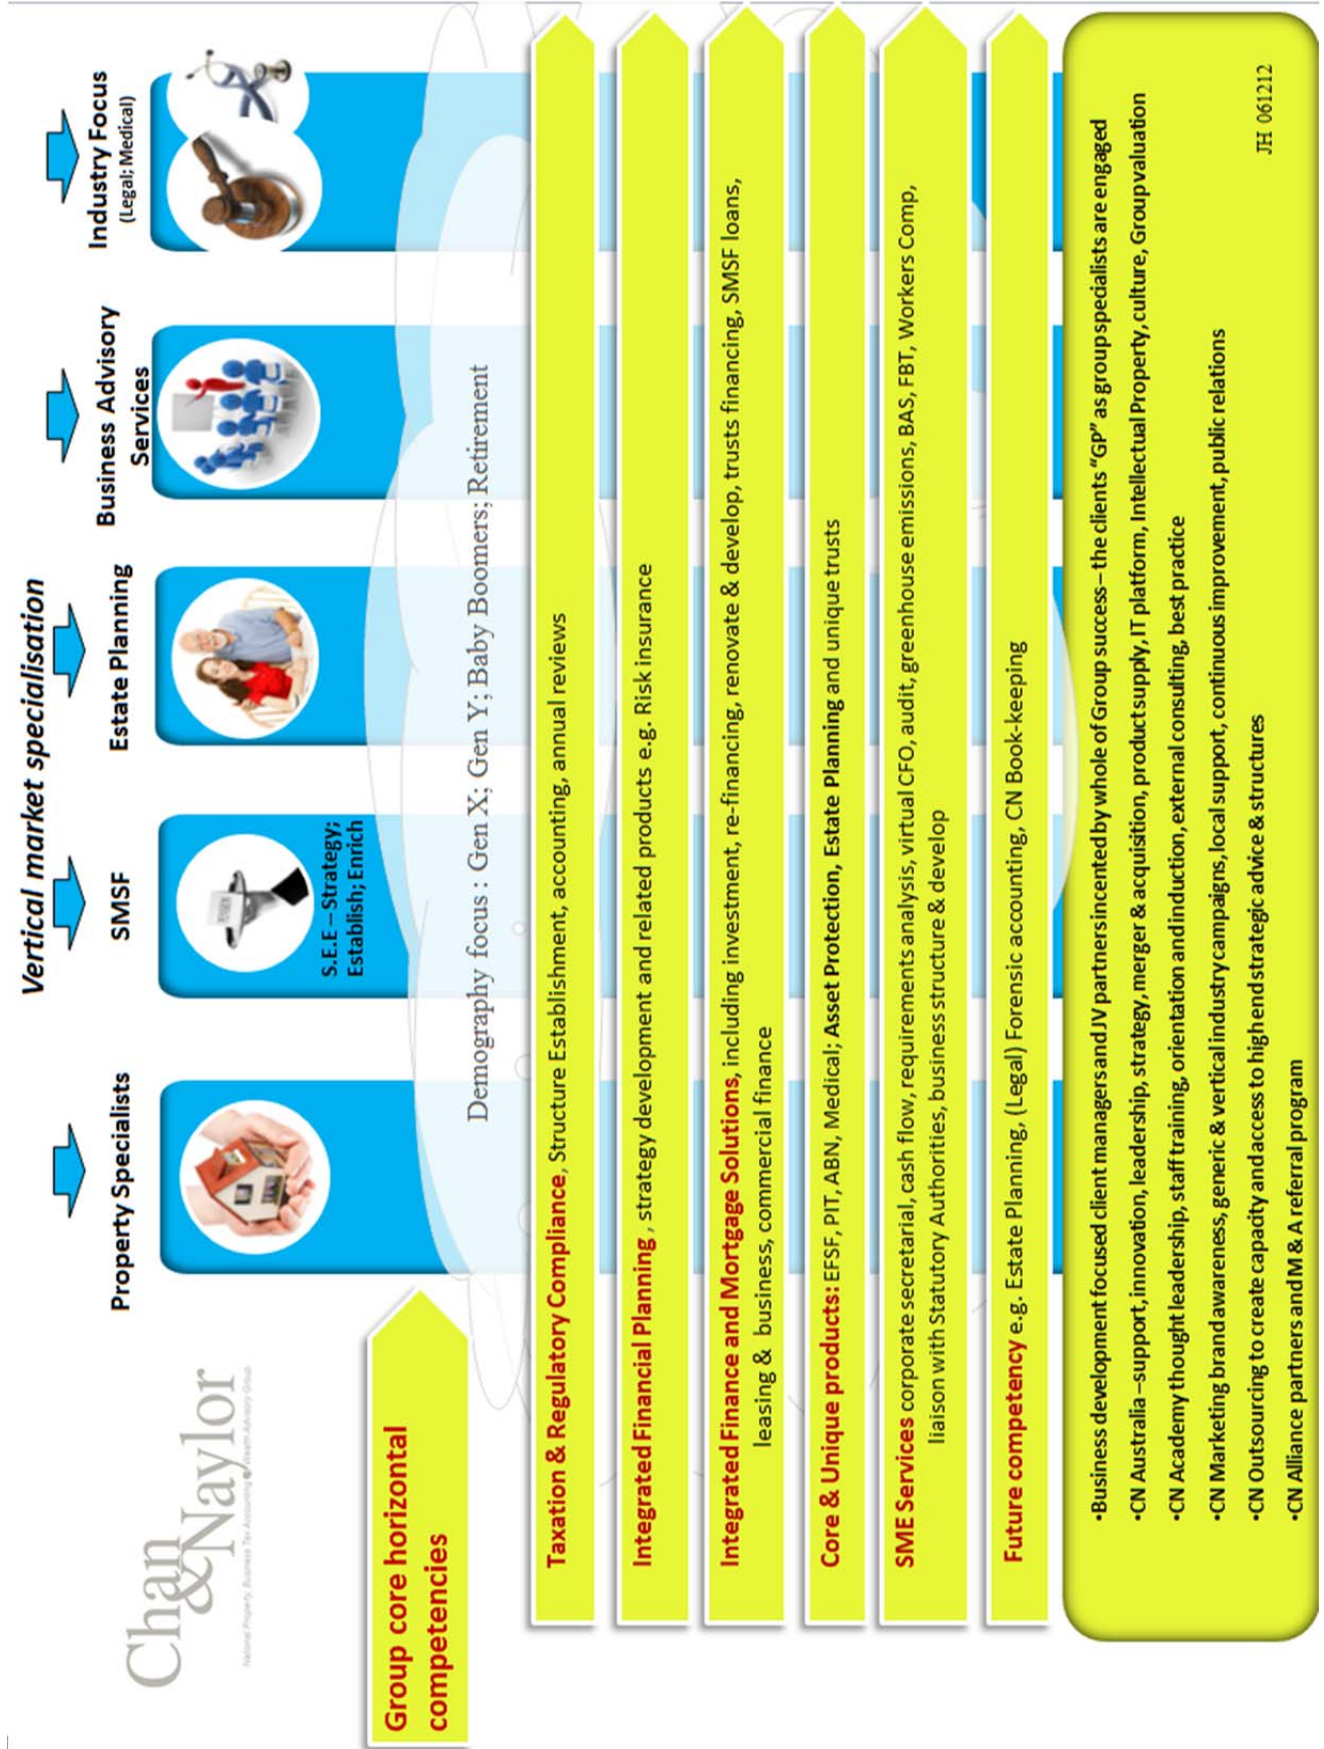 Vertical market specialisation
Chan
&Naylor
National Property, Business Tax Accounting & Wealth Advisory Group
Property Specialists
SMSF
Estate Planning
Business Advisory
Services
Industry Focus
(Legal; Medical)
S.E.E – Strategy;
Establish; Enrich
Group core horizontal
competencies
Demography focus : Gen X; Gen Y; Baby Boomers; Retirement
Taxation & Regulatory Compliance, Structure Establishment, accounting, annual reviews
Integrated Financial Planning , strategy development and related products e.g. Risk insurance
Integrated Finance and Mortgage Solutions, including investment, re-financing, renovate & develop, trusts financing, SMSF loans,
leasing & business, commercial finance
Core & Unique products: EFSF, PIT, ABN, Medical; Asset Protection, Estate Planning and unique trusts
SME Services corporate secretarial, cash flow, requirements analysis, virtual CFO, audit, greenhouse emissions, BAS, FBT, Workers Comp,
liaison with Statutory Authorities, business structure & develop
Future competency e.g. Estate Planning, (Legal) Forensic accounting, CN Book-keeping
•Business development focused client managers and JV partners incented by whole of Group success – the clients "GP" as group specialists are engaged
•CN Australia – support, innovation, leadership, strategy, merger & acquisition, product supply, IT platform, Intellectual Property, culture, Group valuation
•CN Academy thought leadership, staff training, orientation and induction, external consulting, best practice
•CN Marketing brand awareness, generic & vertical industry campaigns, local support, continuous improvement, public relations
•CN Outsourcing to create capacity and access to high end strategic advice & structures
•CN Alliance partners and M & A referral program
JH 061212